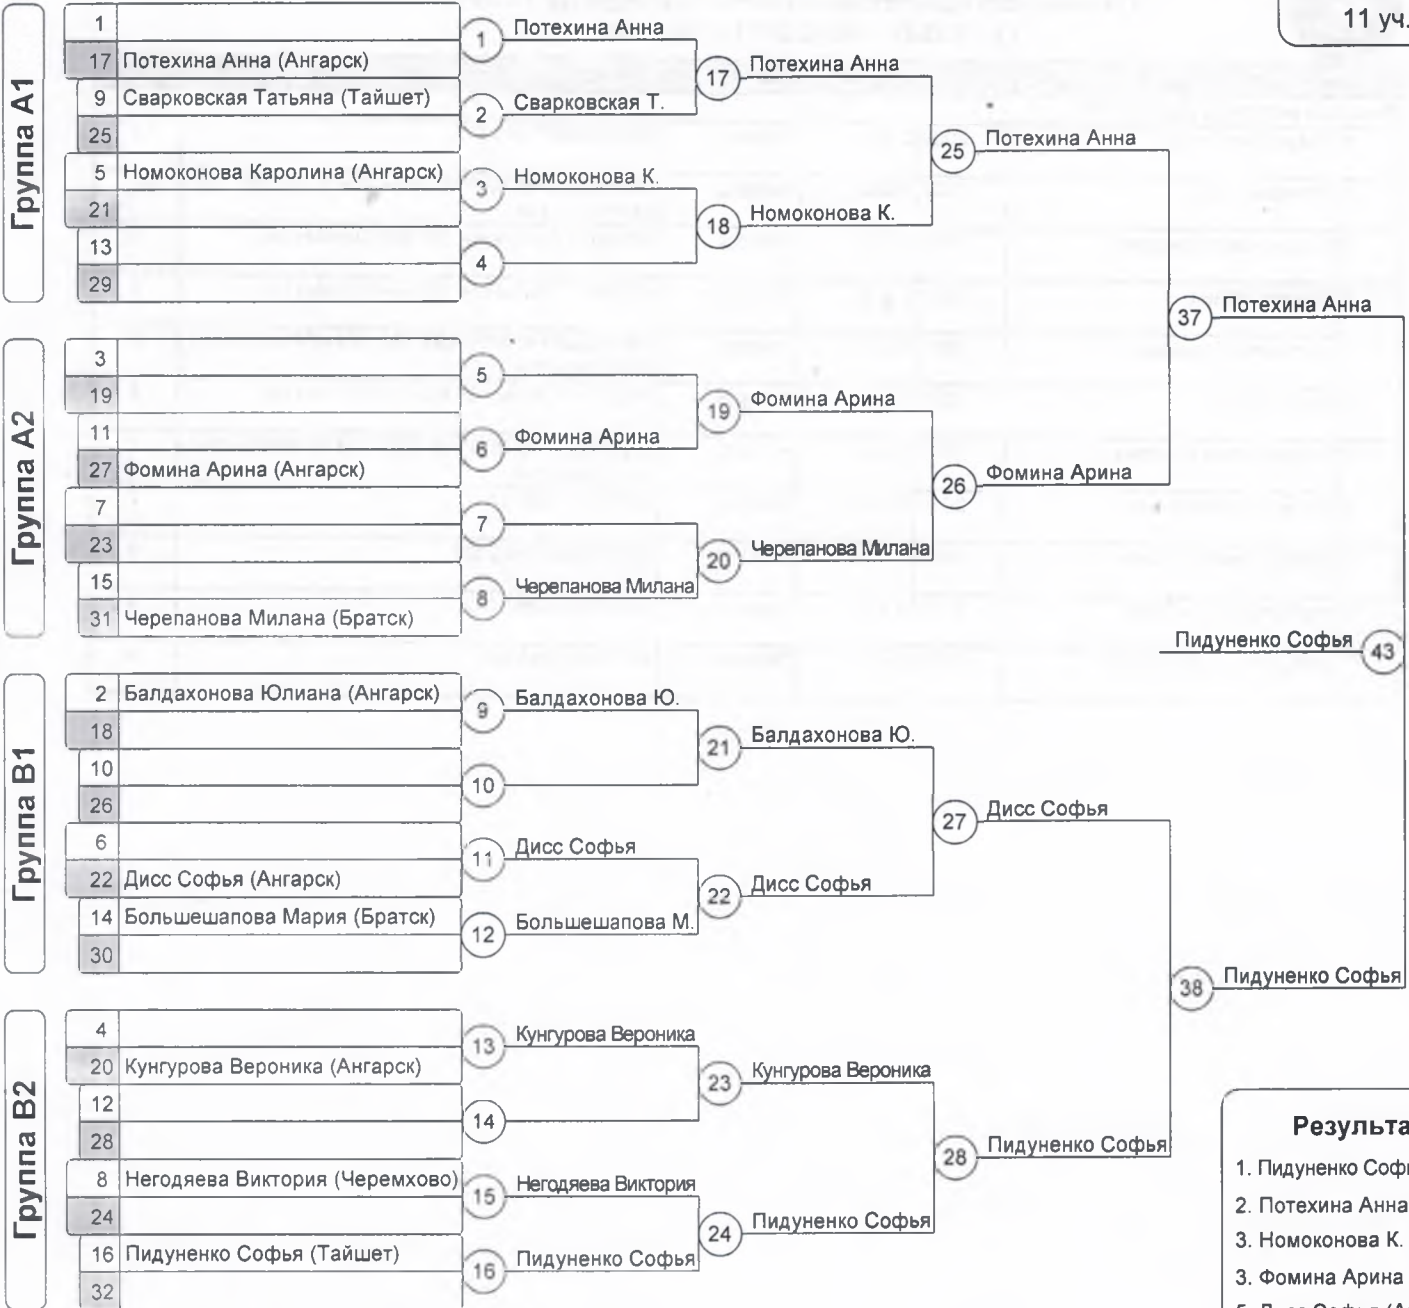 11 уч.
Группа A1
1
17 Потехина Анна (Ангарск)
9 Сварковская Татьяна (Тайшет)
25
5 Номоконова Каролина (Ангарск)
21
13
29
1 Потехина Анна
2 Сварковская Т.
3 Номоконова К.
4
17 Потехина Анна
18 Номоконова К.
25 Потехина Анна
37 Потехина Анна
Группа A2
3
19
11
27 Фомина Арина (Ангарск)
7
23
15
31 Черепанова Милана (Братск)
5
6 Фомина Арина
7
8 Черепанова Милана
19 Фомина Арина
20 Черепанова Милана
26 Фомина Арина
Пидуненко Софья 43
Группа B1
2 Балдахонова Юлиана (Ангарск)
18
10
26
6
22 Дисс Софья (Ангарск)
14 Большешапова Мария (Братск)
30
9 Балдахонова Ю.
10
11 Дисс Софья
12 Большешапова М.
21 Балдахонова Ю.
22 Дисс Софья
27 Дисс Софья
38 Пидуненко Софья
Группа B2
4
20 Кунгурова Вероника (Ангарск)
12
28
8 Негодяева Виктория (Черемхово)
24
16 Пидуненко Софья (Тайшет)
32
13 Кунгурова Вероника
14
15 Негодяева Виктория
16 Пидуненко Софья
23 Кунгурова Вероника
24 Пидуненко Софья
28 Пидуненко Софья
Результа
1. Пидуненко Софь
2. Потехина Анна
3. Номоконова К.
3. Фомина Арина